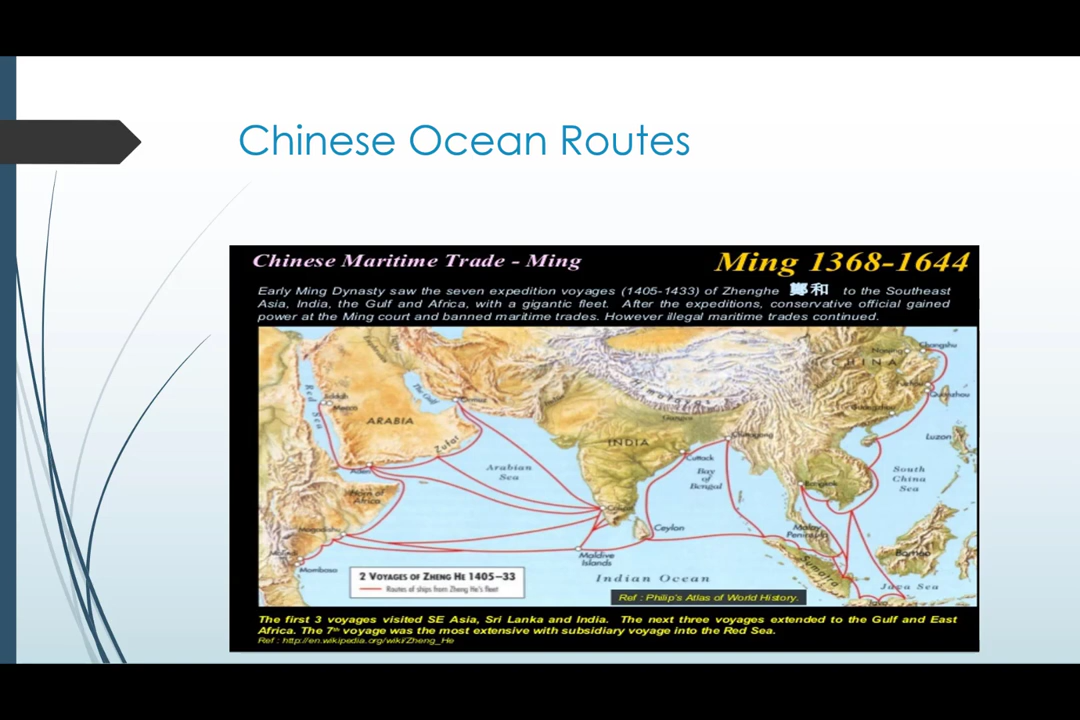 Chinese Ocean Routes
Chinese Maritime Trade - Ming
Ming 1368-1644
Early Ming Dynasty saw the seven expedition voyages (1405-1433) of Zhenghe 鄭和 to the Southeast
Asia, India, the Gulf and Africa, with a gigantic fleet. After the expeditions, conservative official gained
power at the Ming court and banned maritime trades. However illegal maritime trades continued.
Changshu
CHINA
Quanzhou
Red Sea
The Gulf
Himalayas
Mecca
ARABIA
Zufar
INDIA
Chittagong
Luzon
Cuttack
Arabian
Sea
Bay
of
Bengal
South
China
Sea
Aden
Bangkok
Horn of
Africa
Mogadishu
Ceylon
Malay
Peninsula
Maldive
Islands
Borneo
Mombasa
Sumatra
Indian Ocean
Java Sea
2 VOYAGES OF ZHENG HE 1405–33
Routes of ships from Zheng He's fleet
Ref : Philip's Atlas of World History.
The first 3 voyages visited SE Asia, Sri Lanka and India. The next three voyages extended to the Gulf and East
Africa. The 7th voyage was the most extensive with subsidiary voyage into the Red Sea.
Ref : http://en.wikipedia.org/wiki/Zheng_He